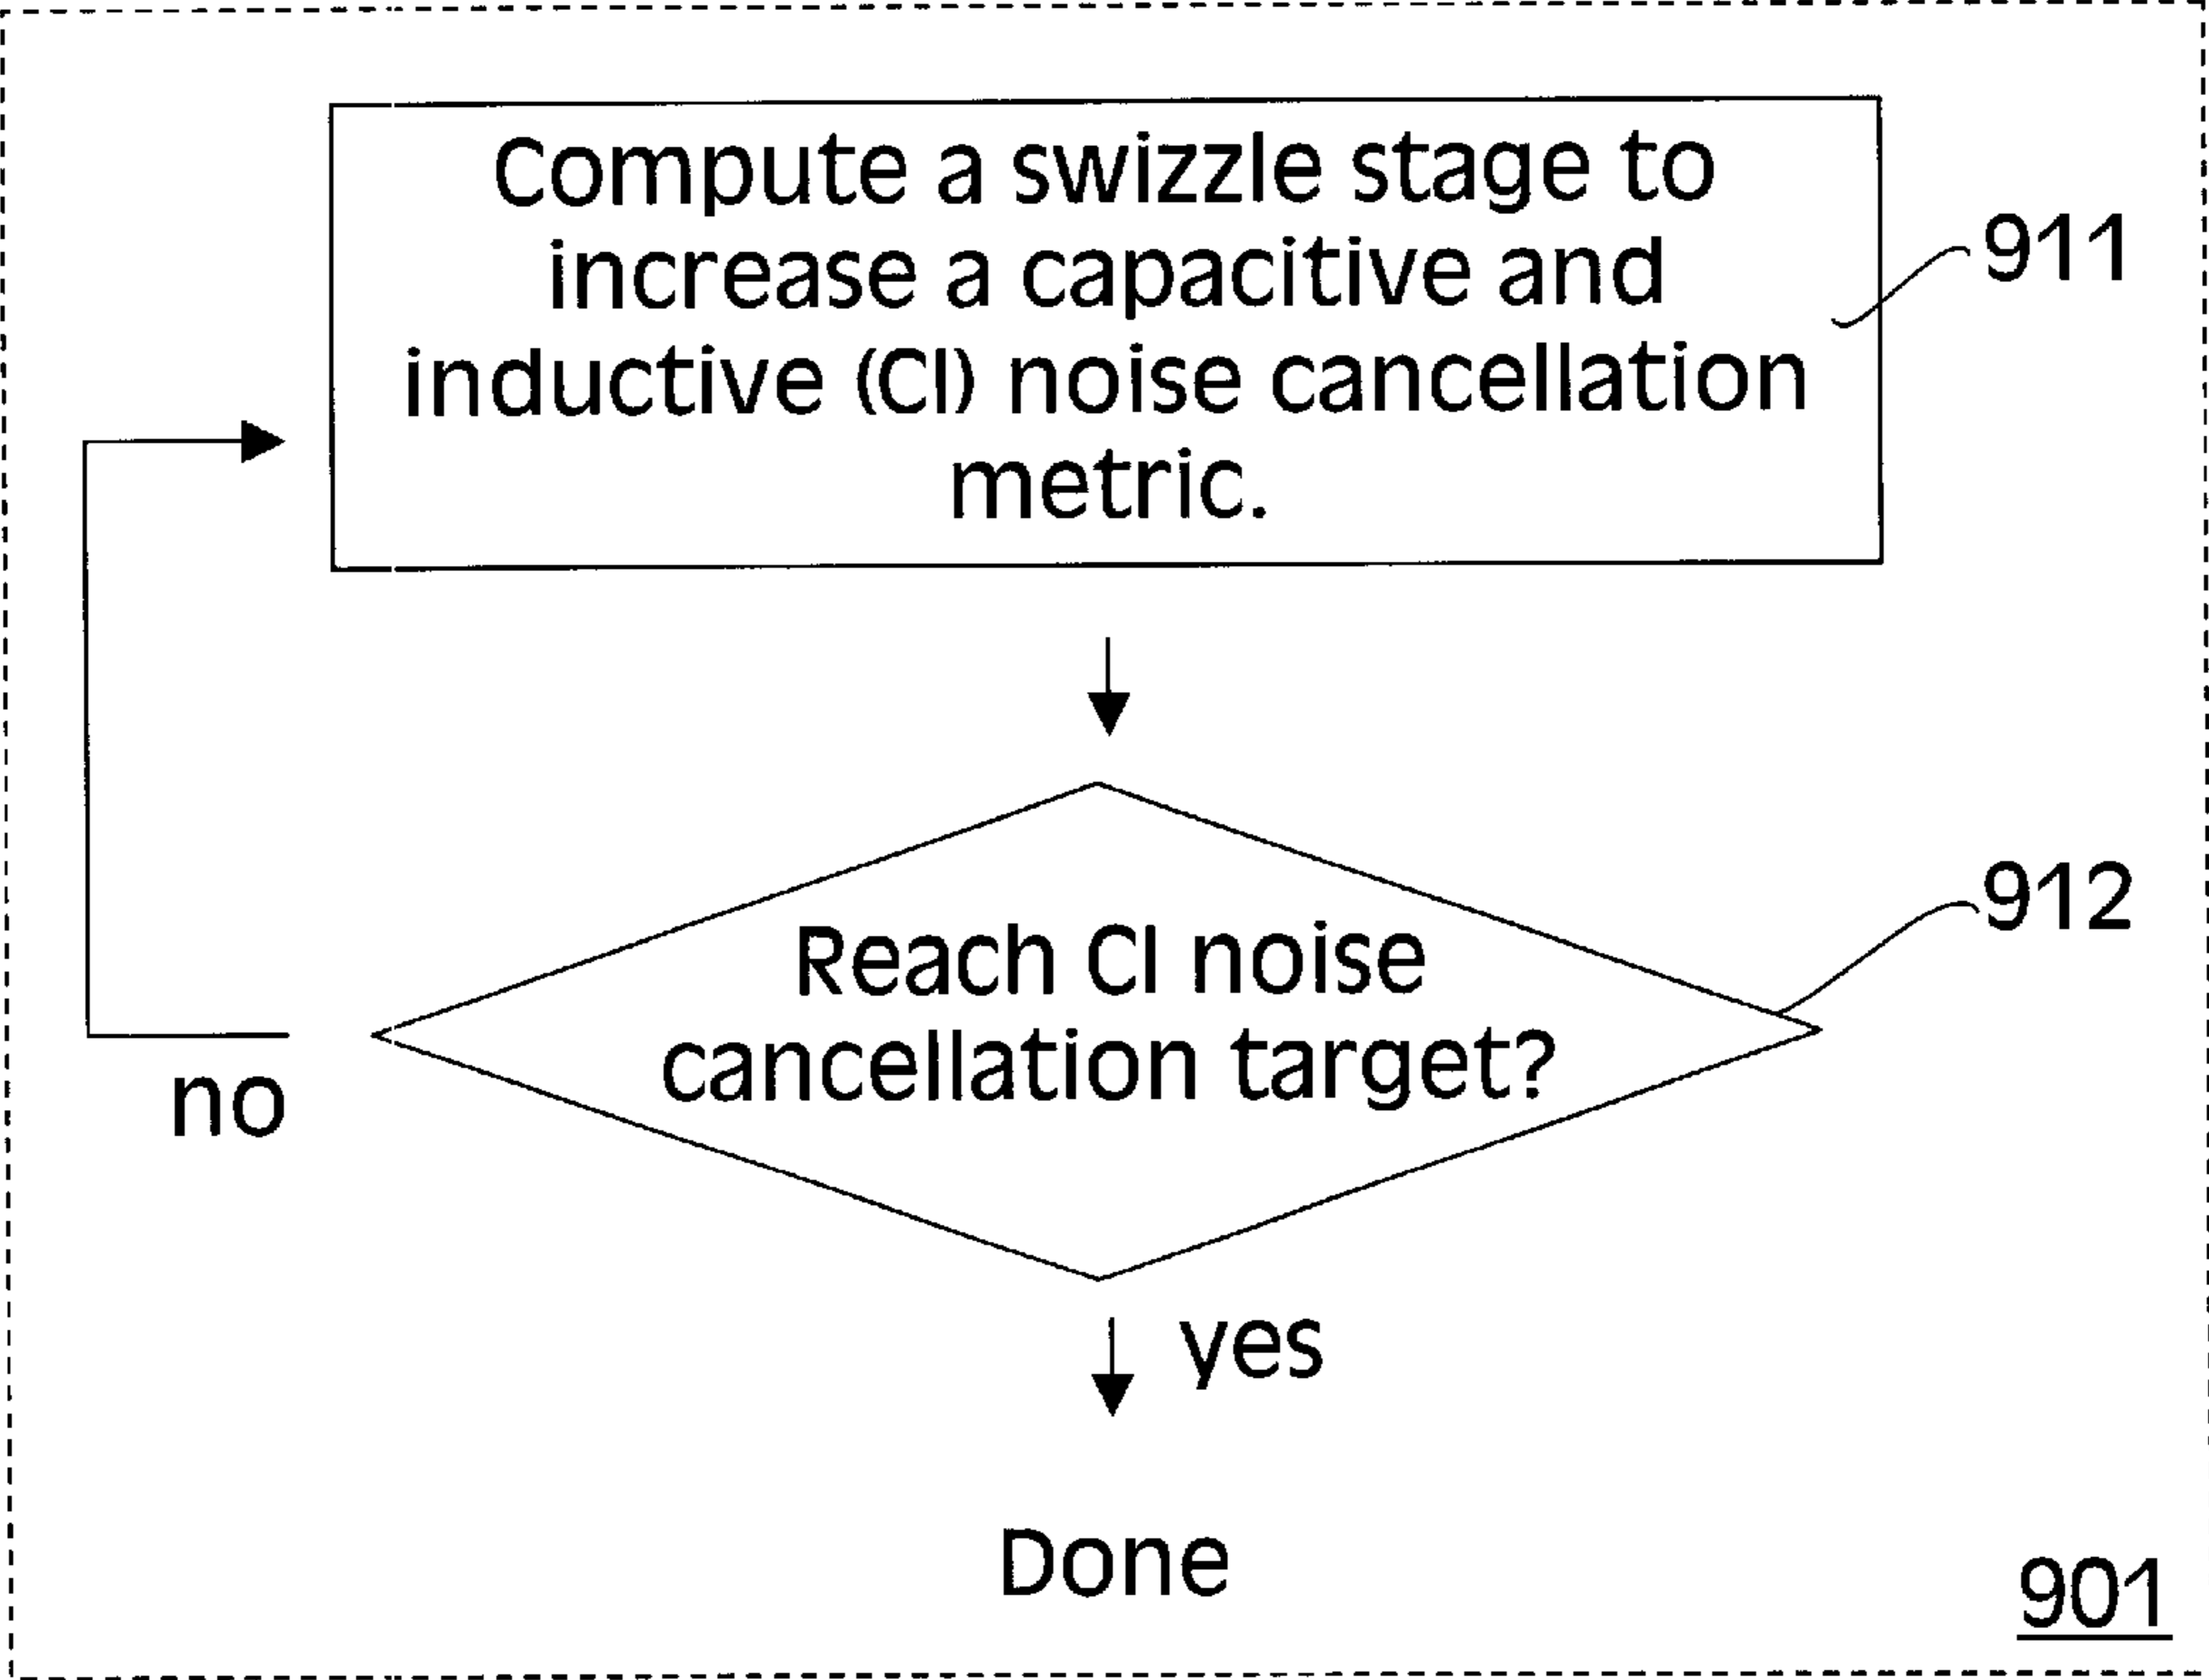 Compute a swizzle stage to
increase a capacitive and
inductive (CI) noise cancellation
metric.
911
Reach CI noise
cancellation target?
912
no
yes
Done
901